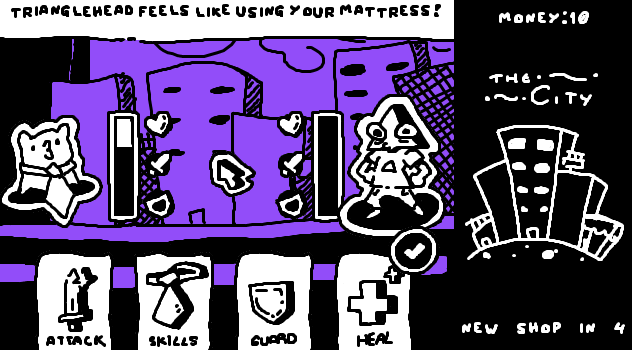 TRIANGLEHEAD FEELS LIKE USING YOUR MATTRESS!
MONEY:10
THE
CITY
ATTACK
SKILLS
GUARD
HEAL
NEW SHOP IN 4